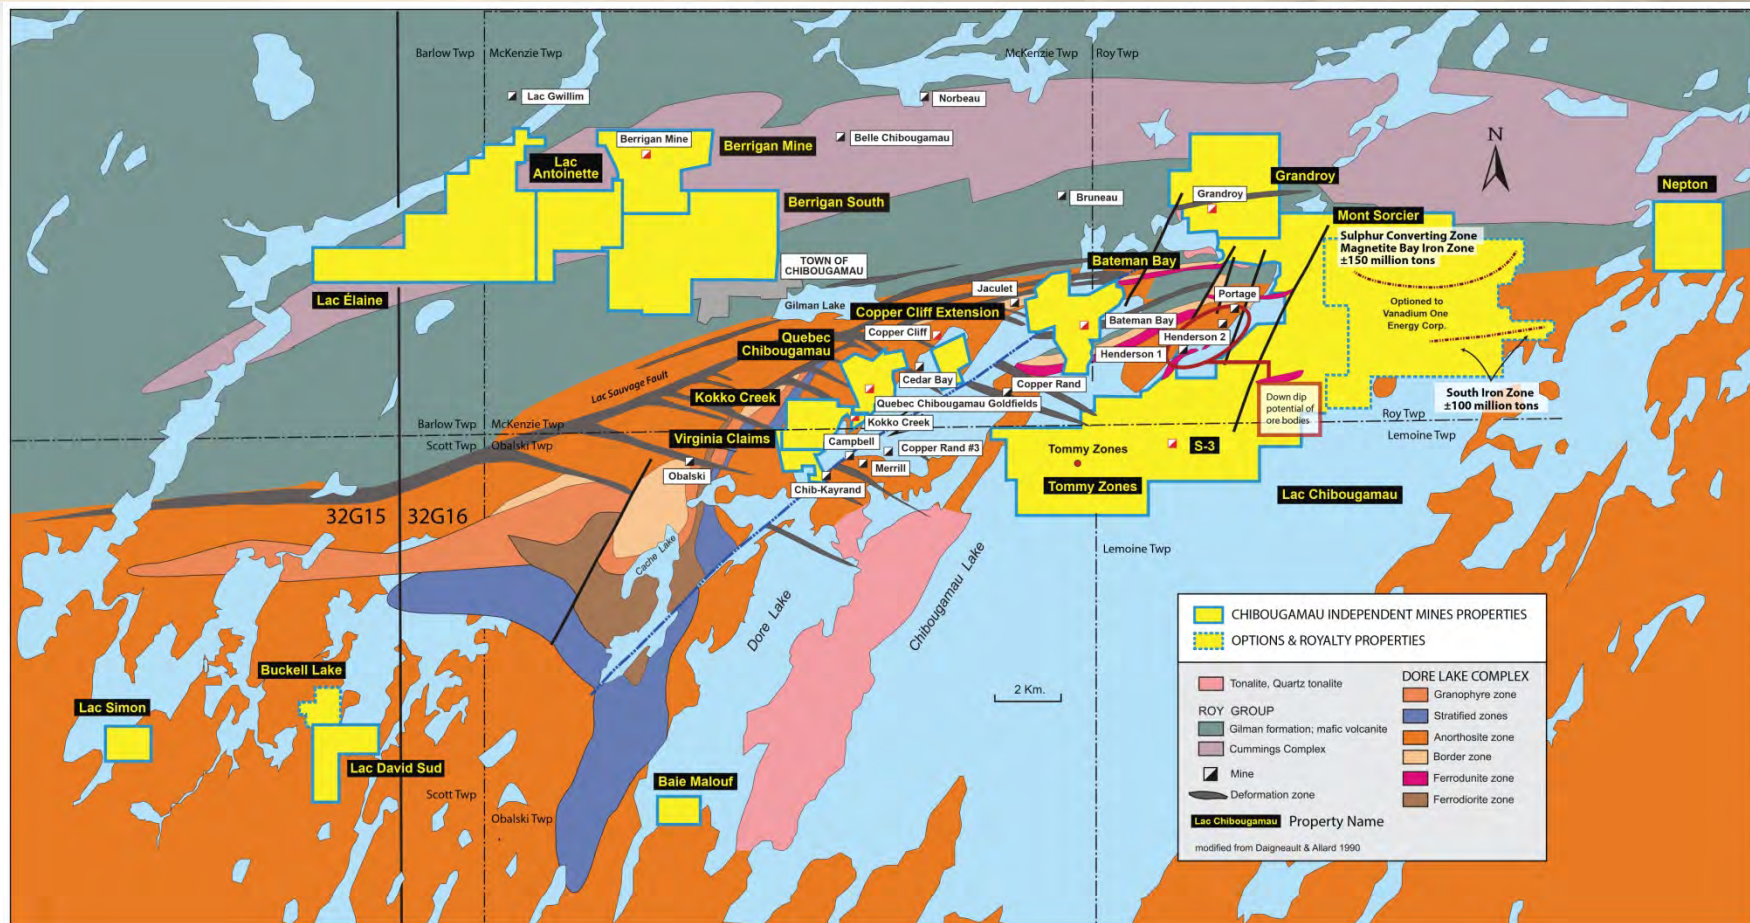 Barlow Twp
McKenzie Twp
McKenzie Twp
Roy Twp
Lac Gwillim
Norbeau
Berrigan Mine
Berrigan Mine
Belle Chibougamau
N
Lac
Antoinette
Grandroy
Nepton
Berrigan South
Bruneau
Grandroy
Mont Sorcier
Sulphur Converting Zone
Magnetite Bay Iron Zone
±150 million tons
TOWN OF
CHIBOUGAMAU
Bateman Bay
Lac Élaine
Jaculet
Portage
Optioned to
Vanadium One
Energy Corp.
Gilman Lake
Copper Cliff Extension
Bateman Bay
Copper Cliff
Henderson 2
Quebec
Chibougamau
Henderson 1
Lac Sauvage Fault
Cedar Bay
Copper Rand
Kokko Creek
Quebec Chibougamau Goldfields
Down dip
potential of
ore bodies
South Iron Zone
±100 million tons
Roy Twp
Barlow Twp
McKenzie Twp
Kokko Creek
Lemoine Twp
Scott Twp
Obalski Twp
Virginia Claims
Campbell
Copper Rand #3
Tommy Zones
S-3
Obalski
Merrill
Chib-Kayrand
Tommy Zones
Lac Chibougamau
32G15
32G16
Cache Lake
Lemoine Twp
Dore Lake
Chibougamau Lake
CHIBOUGAMAU INDEPENDENT MINES PROPERTIES
OPTIONS & ROYALTY PROPERTIES
Buckell Lake
Lac Simon
2 Km.
Lac David Sud
Baie Malouf
Scott Twp
Obalski Twp
Tonalite, Quartz tonalite
ROY GROUP
Gilman formation; mafic volcanite
Cummings Complex
Mine
Deformation zone
Lac Chibougamau
Property Name
modified from Daigneault & Allard 1990
DORE LAKE COMPLEX
Granophyre zone
Stratified zones
Anorthosite zone
Border zone
Ferrodunite zone
Ferrodiorite zone